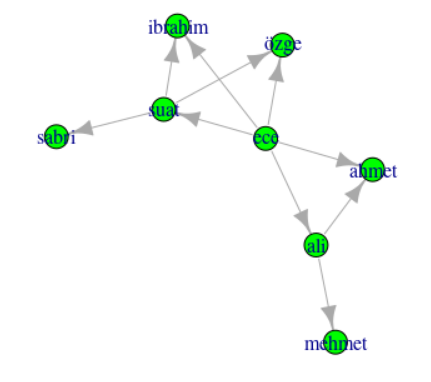 ibrahim
özge
suat
sabri
ece
ahmet
ali
mehmet